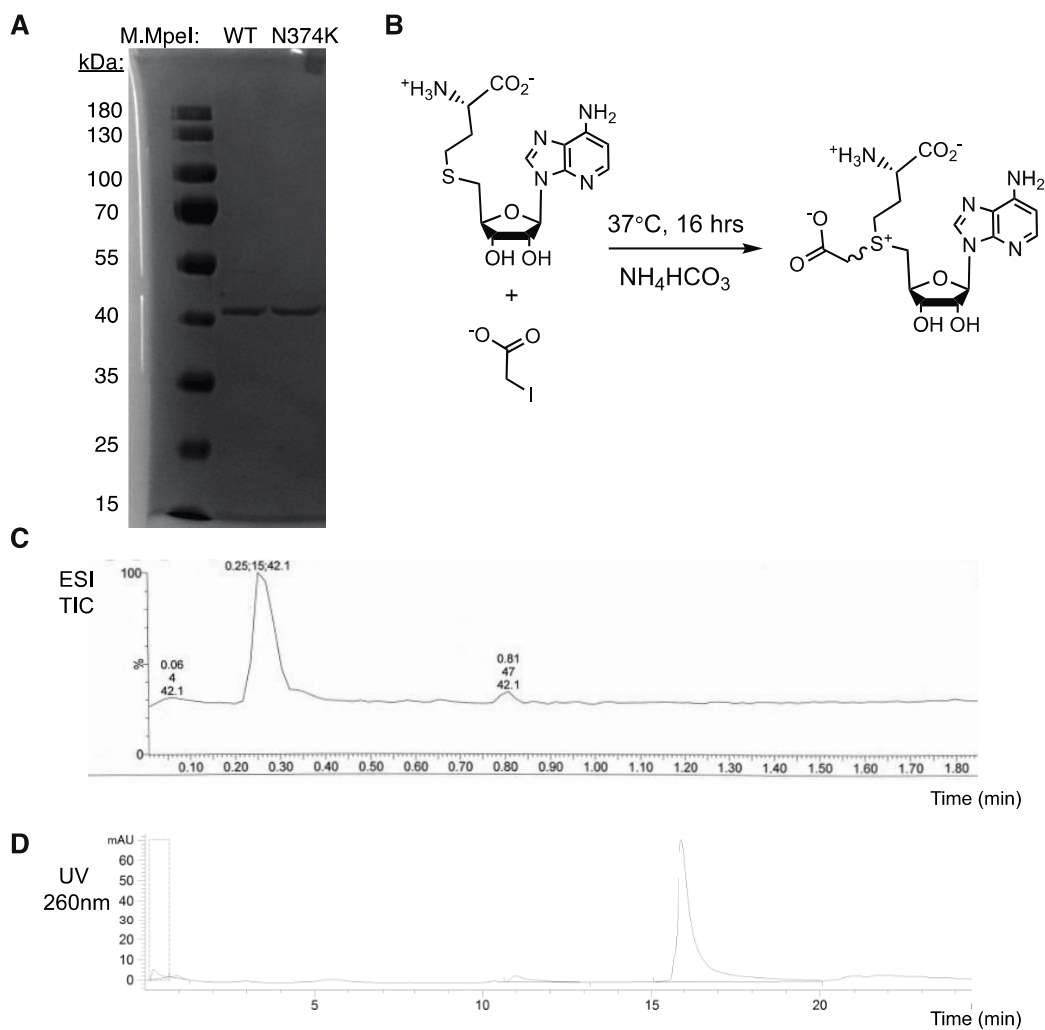 A
M.MpeI: WT N374K
kDa:
180
130
100
70
55
40
35
25
15
B
⁺H₃N
CO₂⁻
S
O
OH OH
N
N
N
NH₂
N
+
⁻O
O
I
37°C, 16 hrs
NH₄HCO₃
⁺H₃N
CO₂⁻
O⁻
O
S⁺
O
OH OH
N
N
N
NH₂
N
C
ESI
TIC
100
%
0
0.06
4
42.1
0.25;15;42.1
0.81
47
42.1
0.10 0.20 0.30 0.40 0.50 0.60 0.70 0.80 0.90 1.00 1.10 1.20 1.30 1.40 1.50 1.60 1.70 1.80
Time (min)
D
UV
260nm
mAU
60
50
40
30
20
10
0
5 10 15 20
Time (min)